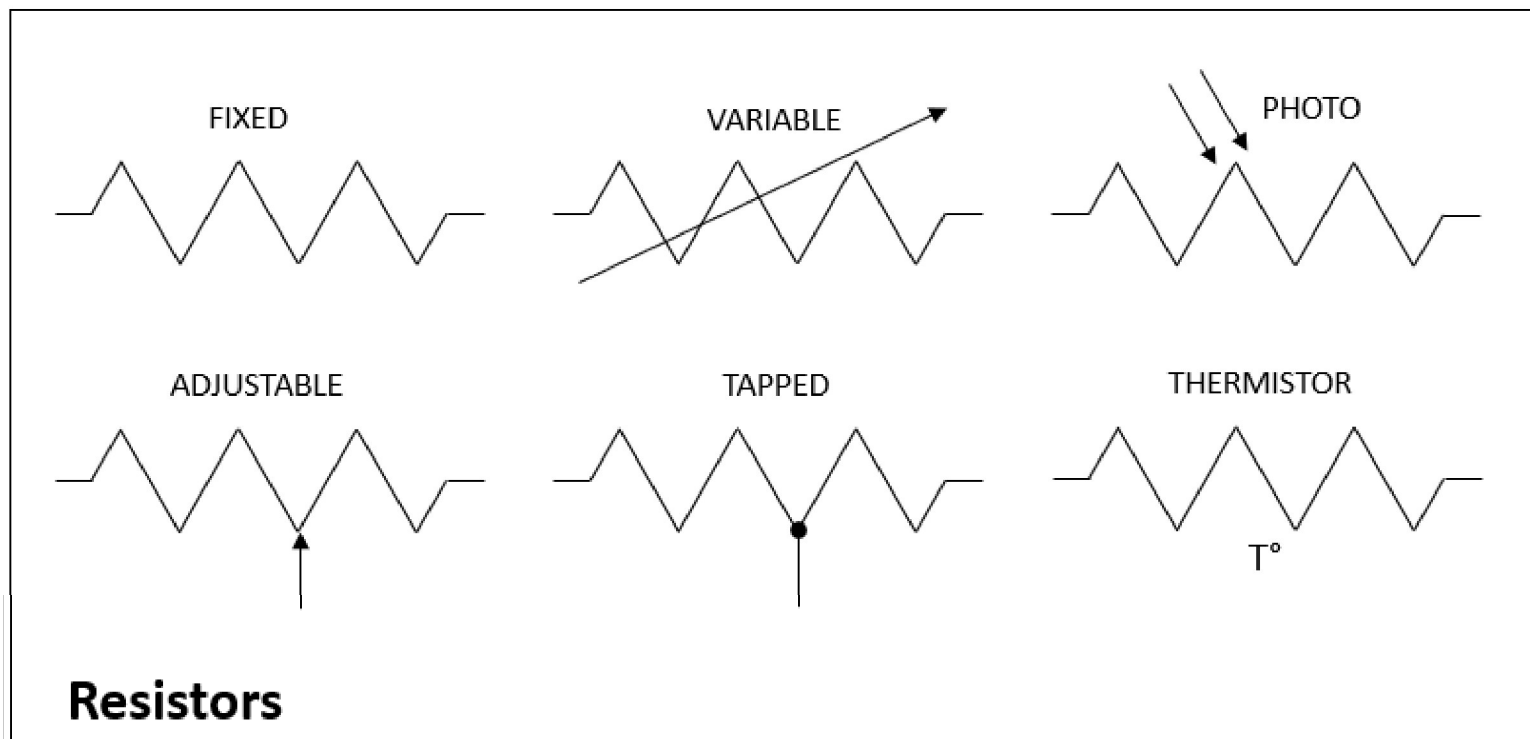 FIXED
VARIABLE
PHOTO
ADJUSTABLE
TAPPED
THERMISTOR
T°
Resistors